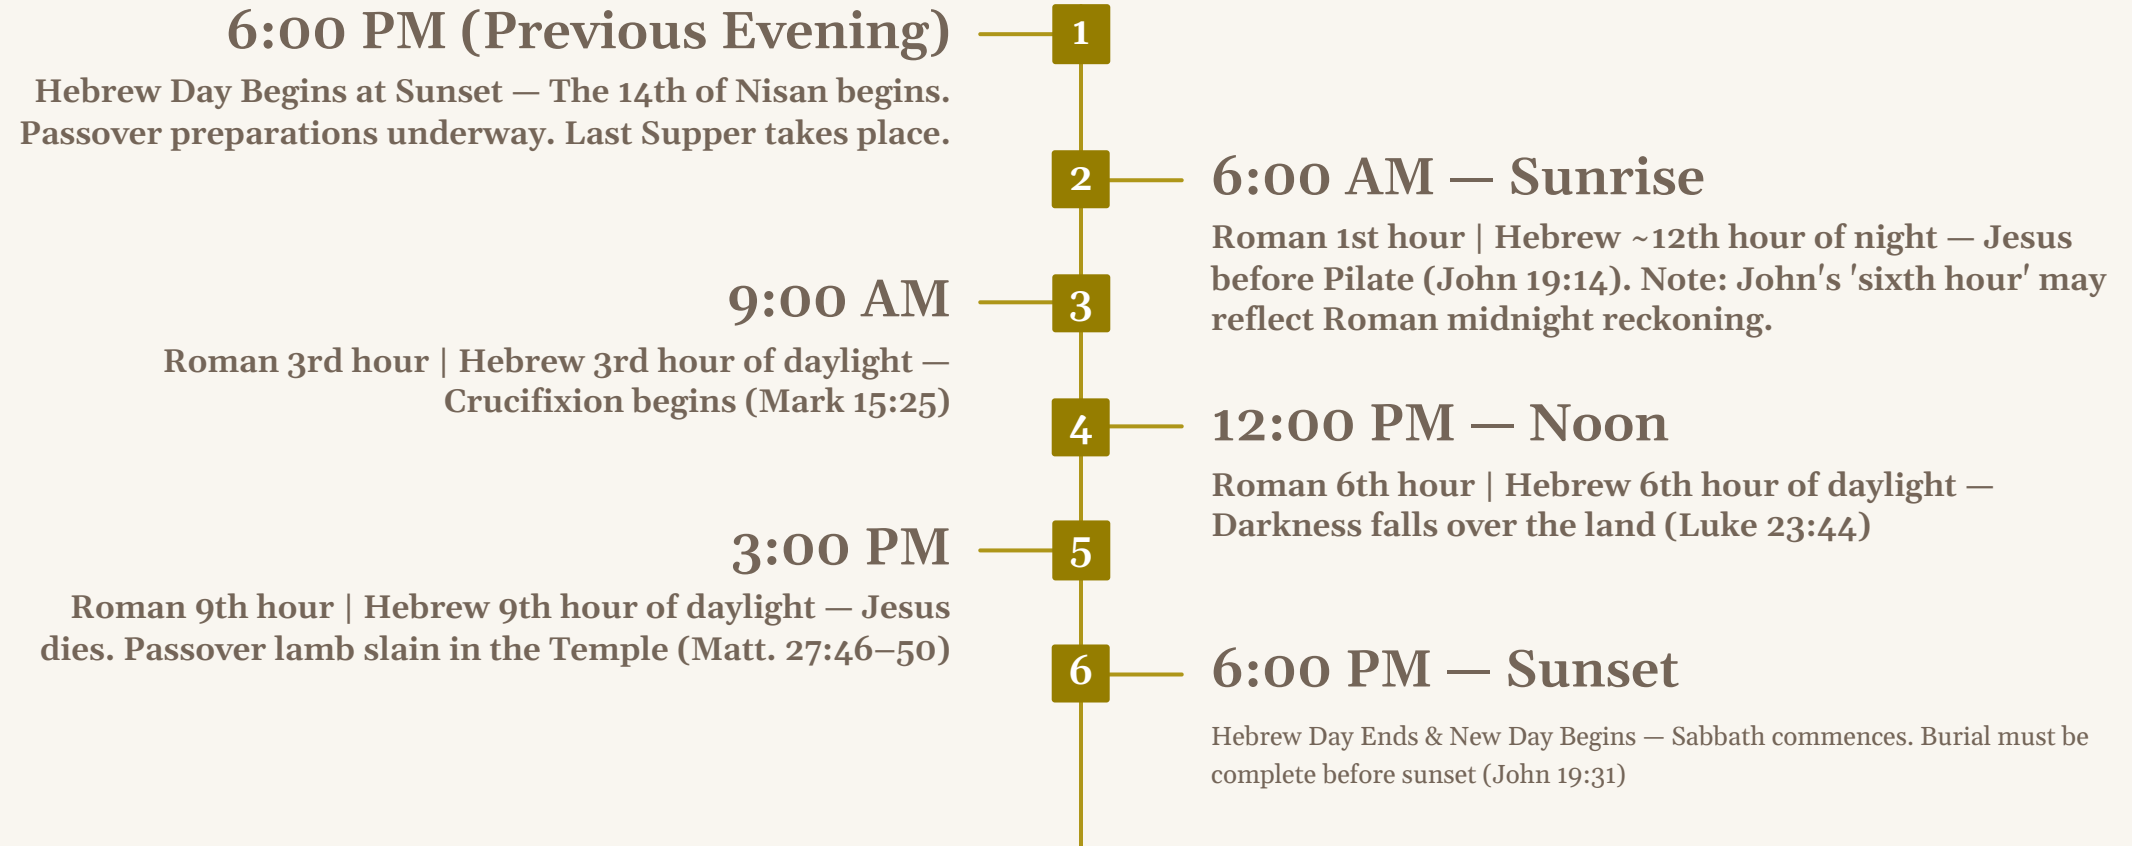 6:00 PM (Previous Evening)
1
Hebrew Day Begins at Sunset — The 14th of Nisan begins.
Passover preparations underway. Last Supper takes place.
2
6:00 AM — Sunrise
Roman 1st hour | Hebrew ~12th hour of night — Jesus
before Pilate (John 19:14). Note: John's 'sixth hour' may
reflect Roman midnight reckoning.
9:00 AM
3
Roman 3rd hour | Hebrew 3rd hour of daylight —
Crucifixion begins (Mark 15:25)
4
12:00 PM — Noon
Roman 6th hour | Hebrew 6th hour of daylight —
Darkness falls over the land (Luke 23:44)
3:00 PM
5
Roman 9th hour | Hebrew 9th hour of daylight — Jesus
dies. Passover lamb slain in the Temple (Matt. 27:46–50)
6
6:00 PM — Sunset
Hebrew Day Ends & New Day Begins — Sabbath commences. Burial must be
complete before sunset (John 19:31)